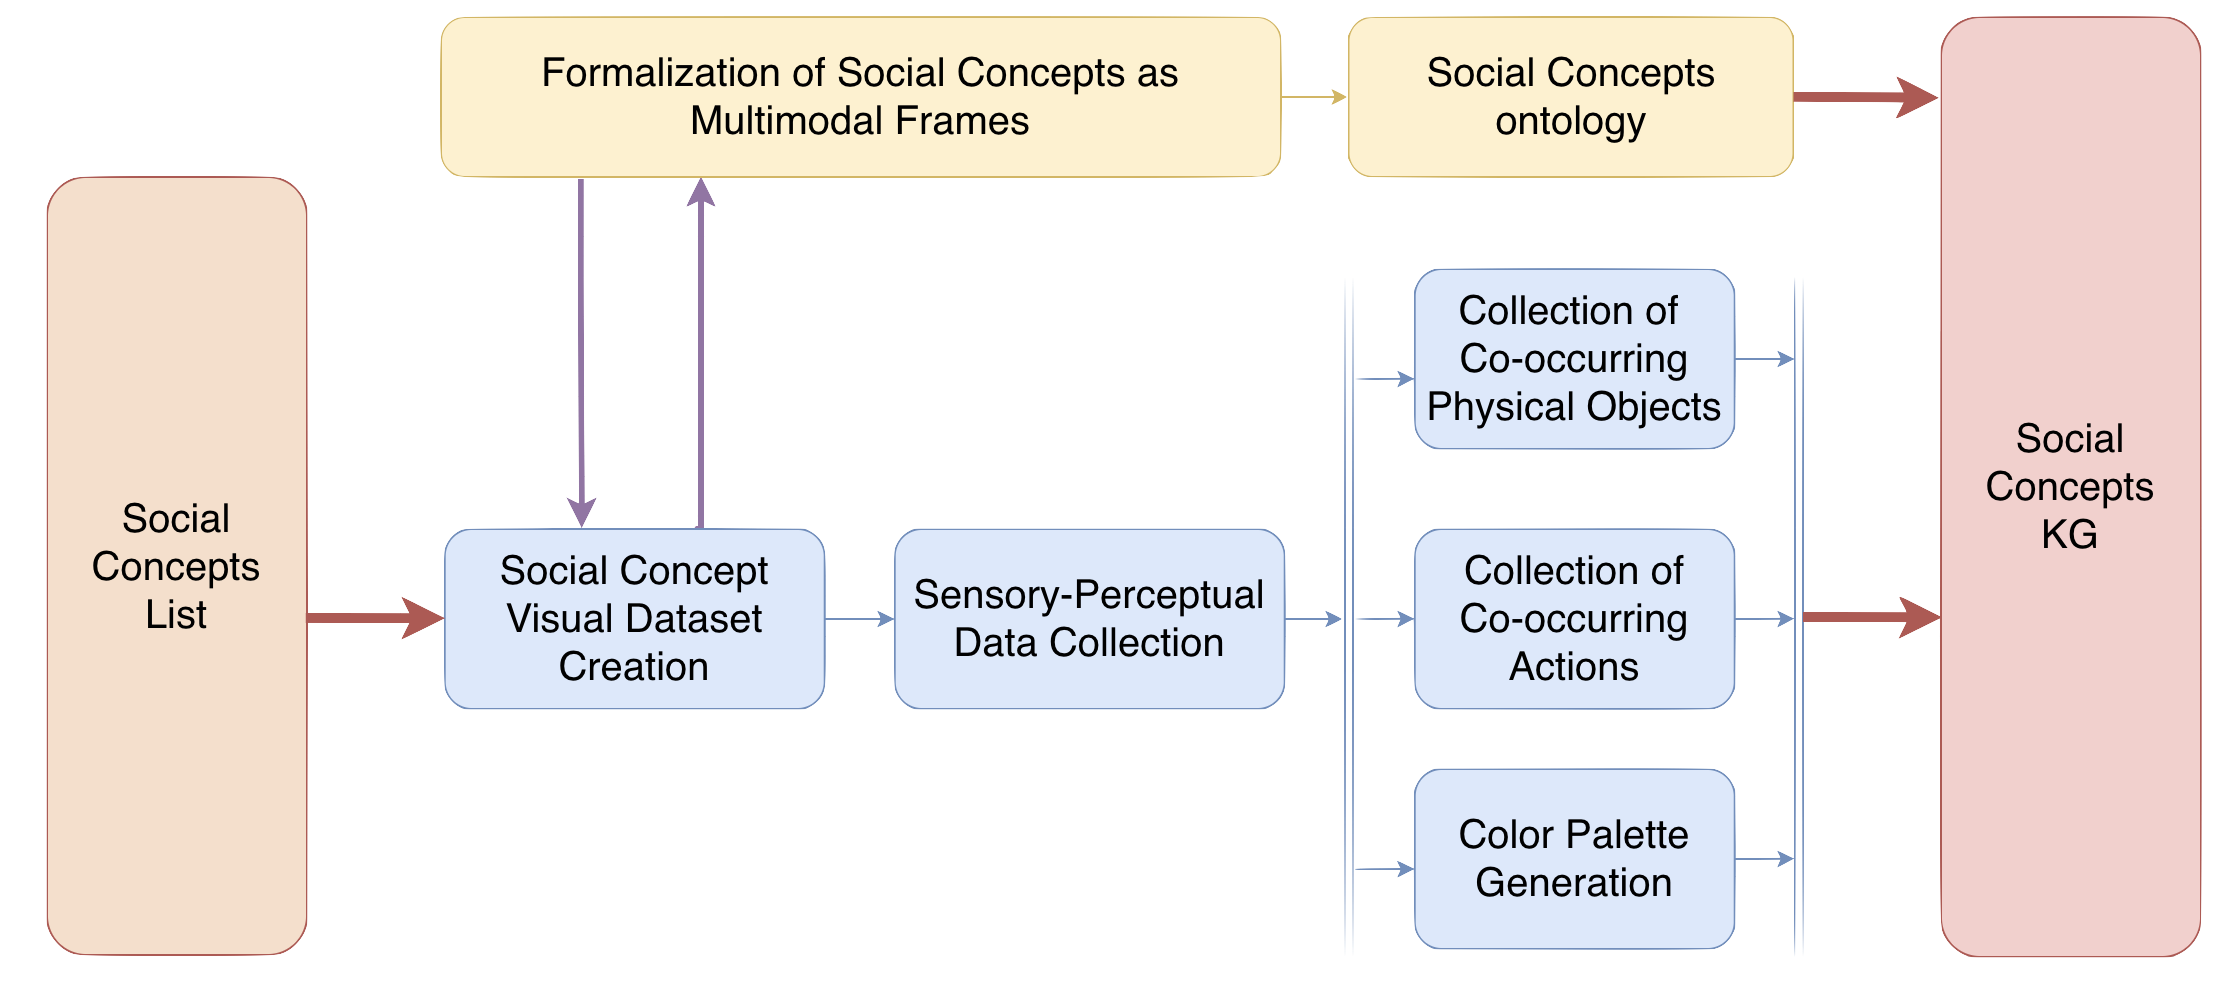 Formalization of Social Concepts as
Multimodal Frames
Social Concepts
ontology
Social
Concepts
List
Social Concept
Visual Dataset
Creation
Sensory-Perceptual
Data Collection
Collection of
Co-occurring
Physical Objects
Collection of
Co-occurring
Actions
Color Palette
Generation
Social
Concepts
KG